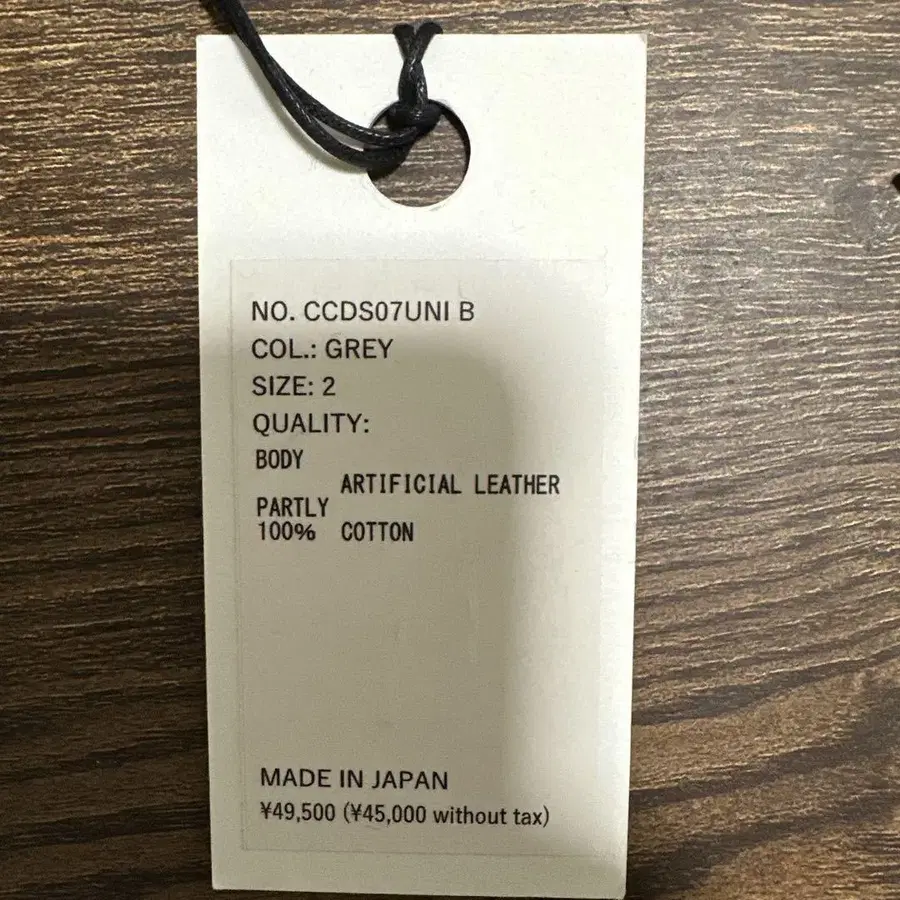 NO. CCDS07UNI B
COL.: GREY
SIZE: 2
QUALITY:
BODY
ARTIFICIAL LEATHER
PARTLY
100% COTTON
MADE IN JAPAN
¥49,500 (¥45,000 without tax)